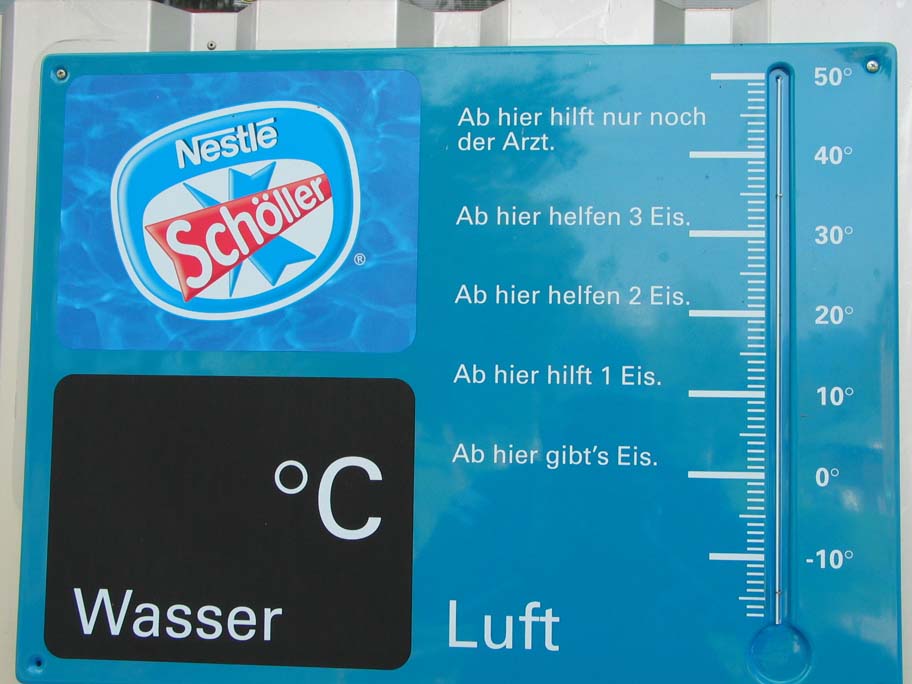 Nestlé
Schöller
®
°C
Wasser
Ab hier hilft nur noch
der Arzt.
Ab hier helfen 3 Eis.
Ab hier helfen 2 Eis.
Ab hier hilft 1 Eis.
Ab hier gibt's Eis.
Luft
50°
40°
30°
20°
10°
0°
-10°